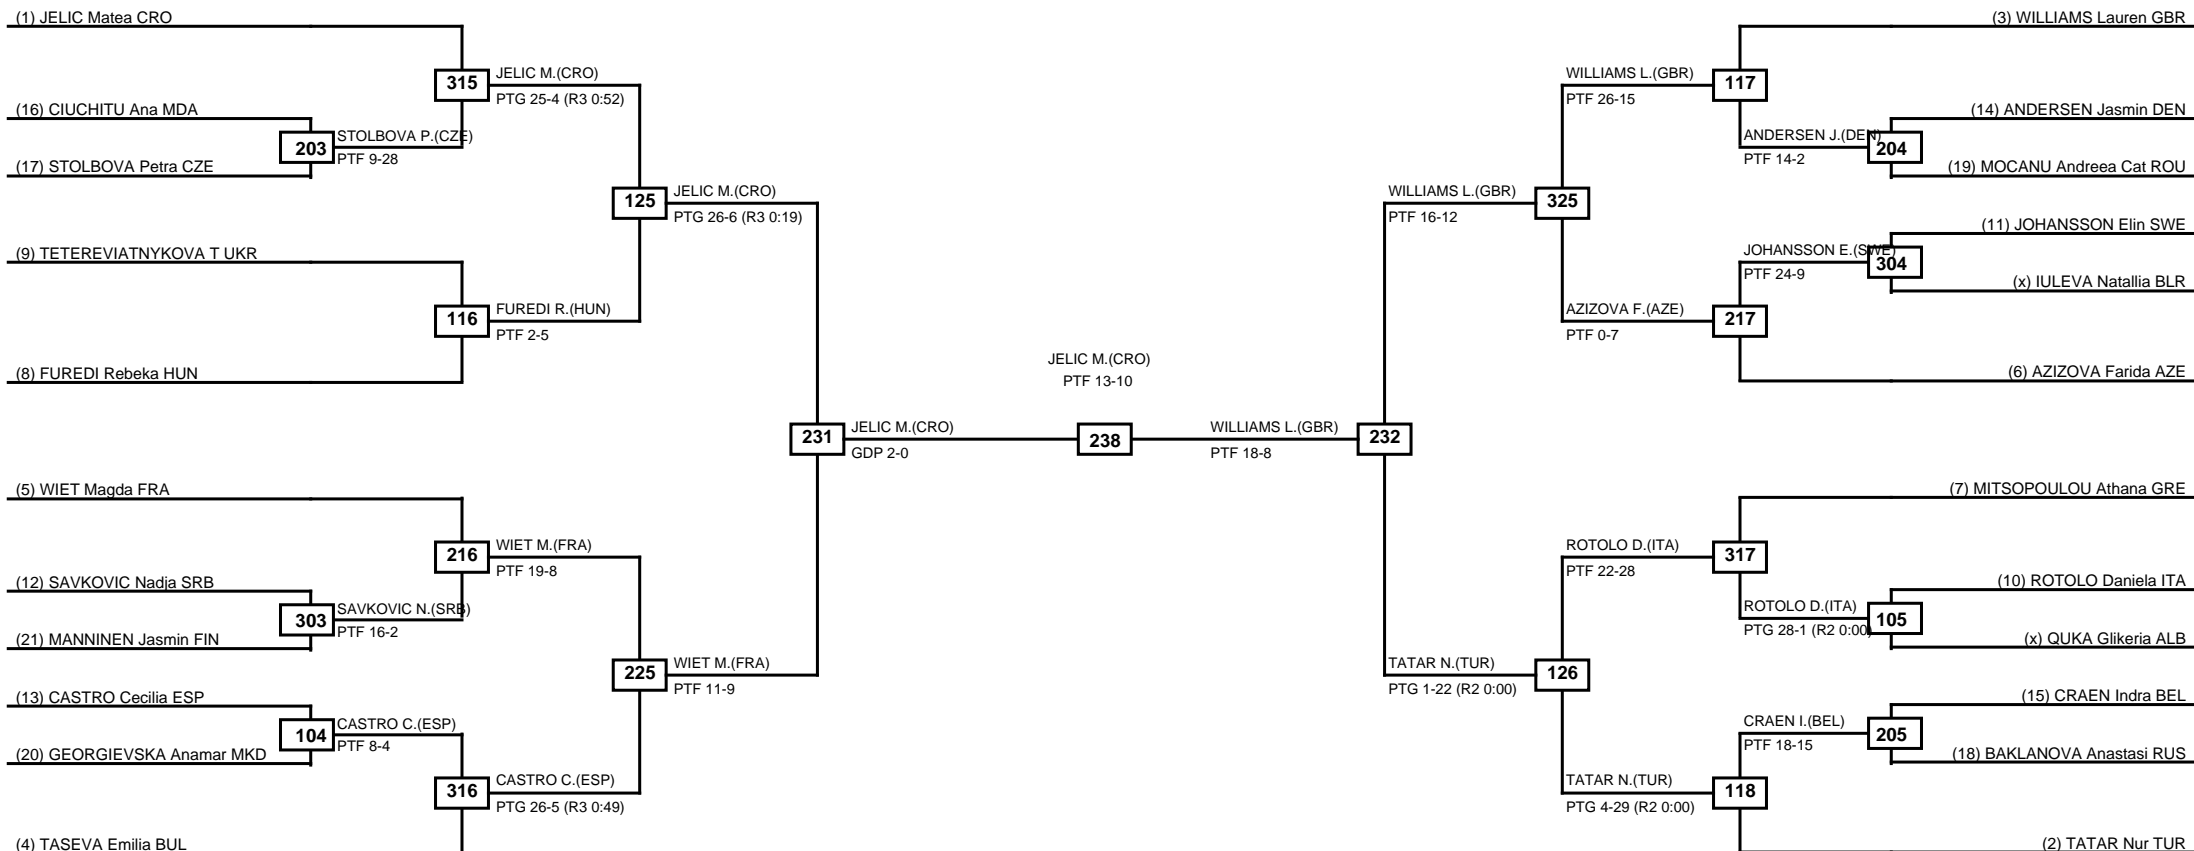 (1) JELIC Matea CRO
315
JELIC M.(CRO)
PTG 25-4 (R3 0:52)
(16) CIUCHITU Ana MDA
203
STOLBOVA P.(CZE)
PTF 9-28
(17) STOLBOVA Petra CZE
125
JELIC M.(CRO)
PTG 26-6 (R3 0:19)
(9) TETEREVIATNYKOVA T UKR
116
FUREDI R.(HUN)
PTF 2-5
(8) FUREDI Rebeka HUN
231
JELIC M.(CRO)
GDP 2-0
(5) WIET Magda FRA
216
WIET M.(FRA)
PTF 19-8
(12) SAVKOVIC Nadja SRB
303
SAVKOVIC N.(SRB)
PTF 16-2
(21) MANNINEN Jasmin FIN
225
WIET M.(FRA)
PTF 11-9
(13) CASTRO Cecilia ESP
104
CASTRO C.(ESP)
PTF 8-4
(20) GEORGIEVSKA Anamar MKD
316
CASTRO C.(ESP)
PTG 26-5 (R3 0:49)
(4) TASEVA Emilia BUL
JELIC M.(CRO)
PTF 13-10
238
(3) WILLIAMS Lauren GBR
WILLIAMS L.(GBR)
PTF 26-15
117
(14) ANDERSEN Jasmin DEN
ANDERSEN J.(DEN)
PTF 14-2
204
(19) MOCANU Andreea Cat ROU
WILLIAMS L.(GBR)
PTF 16-12
325
(11) JOHANSSON Elin SWE
JOHANSSON E.(SWE)
PTF 24-9
304
(x) IULEVA Natallia BLR
AZIZOVA F.(AZE)
PTF 0-7
217
(6) AZIZOVA Farida AZE
WILLIAMS L.(GBR)
PTF 18-8
232
(7) MITSOPOULOU Athana GRE
ROTOLO D.(ITA)
PTF 22-28
317
(10) ROTOLO Daniela ITA
ROTOLO D.(ITA)
PTG 28-1 (R2 0:00)
105
(x) QUKA Glikeria ALB
TATAR N.(TUR)
PTG 1-22 (R2 0:00)
126
(15) CRAEN Indra BEL
CRAEN I.(BEL)
PTF 18-15
205
(18) BAKLANOVA Anastasi RUS
TATAR N.(TUR)
PTG 4-29 (R2 0:00)
118
(2) TATAR Nur TUR